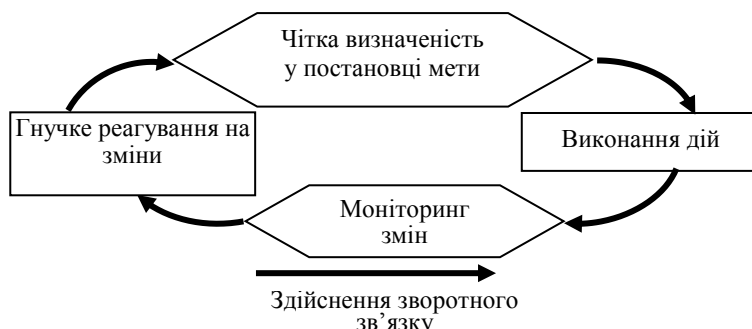 Чітка визначеність
у постановці мети
Гнучке реагування на
зміни
Виконання дій
Моніторинг
змін
Здійснення зворотного
зв’язку